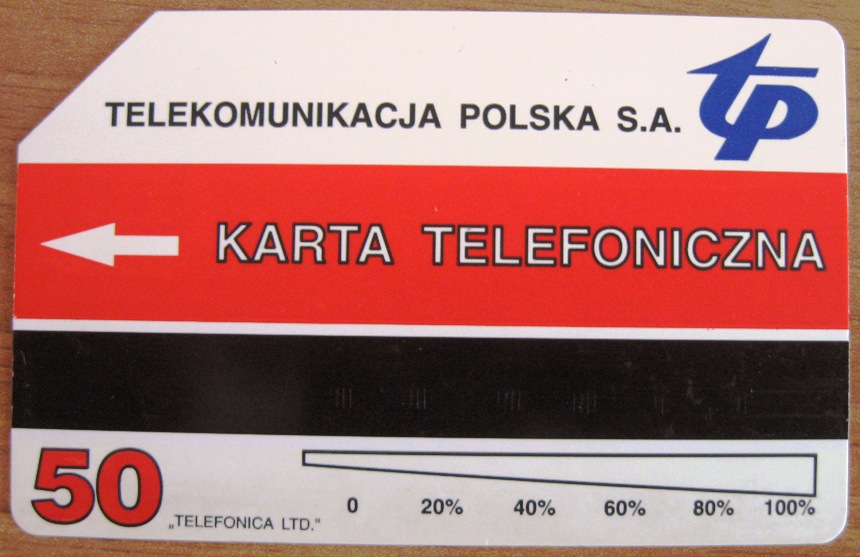 TELEKOMUNIKACJA POLSKA S.A. tp
KARTA TELEFONICZNA
50 „TELEFONICA LTD.”
0 20% 40% 60% 80% 100%